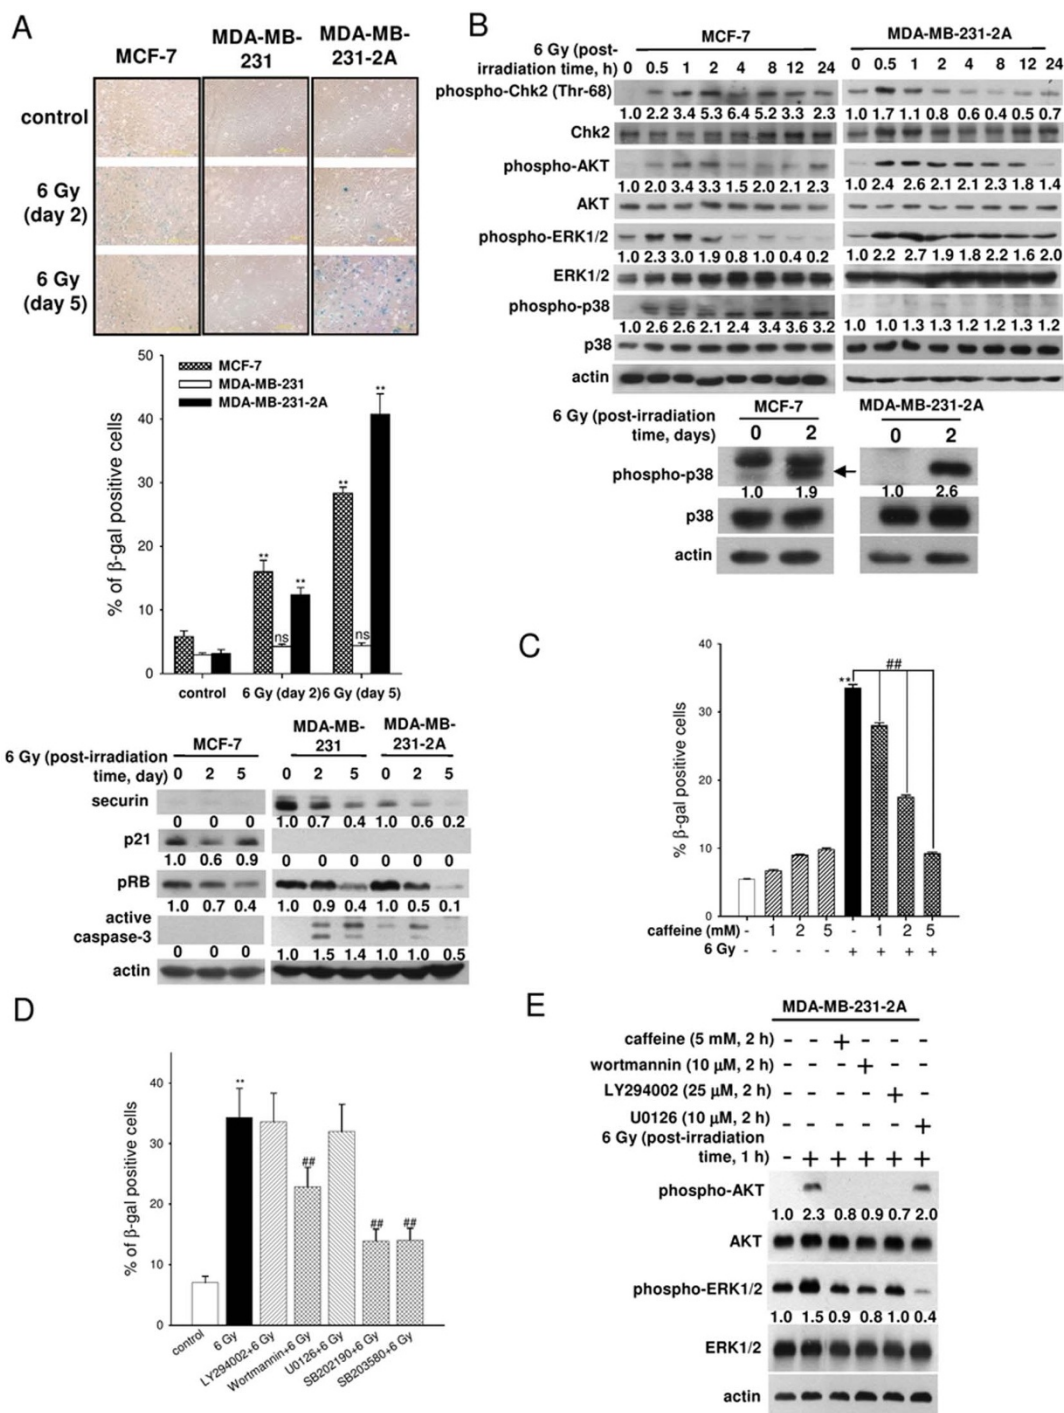 A
MCF-7 MDA-MB-231 MDA-MB-231-2A
control
6 Gy (day 2)
6 Gy (day 5)
50
40
30
20
10
0
% of β-gal positive cells
MCF-7
MDA-MB-231
MDA-MB-231-2A
** ** ** **
ns ns
control 6 Gy (day 2) 6 Gy (day 5)
MCF-7 MDA-MB-231 MDA-MB-231-2A
6 Gy (post-irradiation
time, day) 0 2 5 0 2 5 0 2 5
securin
0 0 0 1.0 0.7 0.4 1.0 0.6 0.2
p21
1.0 0.6 0.9 0 0 0 0 0 0
pRB
1.0 0.7 0.4 1.0 0.9 0.4 1.0 0.5 0.1
active
caspase-3
0 0 0 1.0 1.5 1.4 1.0 1.0 0.5
actin
B
MCF-7 MDA-MB-231-2A
6 Gy (post-
irradiation time, h) 0 0.5 1 2 4 8 12 24 0 0.5 1 2 4 8 12 24
phospho-Chk2 (Thr-68)
1.0 2.2 3.4 5.3 6.4 5.2 3.3 2.3 1.0 1.7 1.1 0.8 0.6 0.4 0.5 0.7
Chk2
phospho-AKT
1.0 2.0 3.4 3.3 1.5 2.0 2.1 2.3 1.0 2.4 2.6 2.1 2.1 2.3 1.8 1.4
AKT
phospho-ERK1/2
1.0 2.3 3.0 1.9 0.8 1.0 0.4 0.2 1.0 2.2 2.7 1.9 1.8 2.2 1.6 2.0
ERK1/2
phospho-p38
1.0 2.6 2.6 2.1 2.4 3.4 3.6 3.2 1.0 1.0 1.3 1.3 1.2 1.2 1.3 1.2
p38
actin
MCF-7 MDA-MB-231-2A
6 Gy (post-irradiation
time, days) 0 2 0 2
phospho-p38
1.0 1.9 1.0 2.6
p38
actin
C
40
30
20
10
0
% β-gal positive cells
** ##
caffeine (mM) - 1 2 5 - 1 2 5
6 Gy - - - - + + + +
D
40
30
20
10
0
% of β-gal positive cells
** ## ## ##
control 6 Gy LY294002+6 Gy Wortmannin+6 Gy U0126+6 Gy SB202190+6 Gy SB203580+6 Gy
E
MDA-MB-231-2A
caffeine (5 mM, 2 h) - - + - - -
wortmannin (10 μM, 2 h) - - - + - -
LY294002 (25 μM, 2 h) - - - - + -
U0126 (10 μM, 2 h) - - - - - +
6 Gy (post-irradiation
time, 1 h) - + + + + +
phospho-AKT
1.0 2.3 0.8 0.9 0.7 2.0
AKT
phospho-ERK1/2
1.0 1.5 0.9 0.8 1.0 0.4
ERK1/2
actin